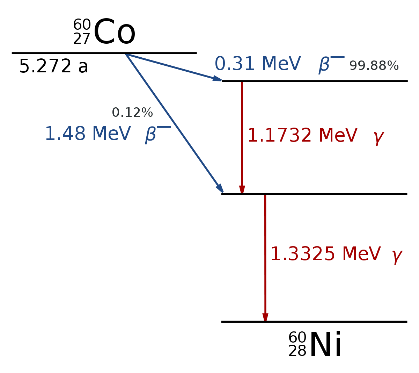 60
27Co
5.272 a
0.31 MeV β− 99.88%
0.12%
1.48 MeV β−
1.1732 MeV γ
1.3325 MeV γ
60
28Ni